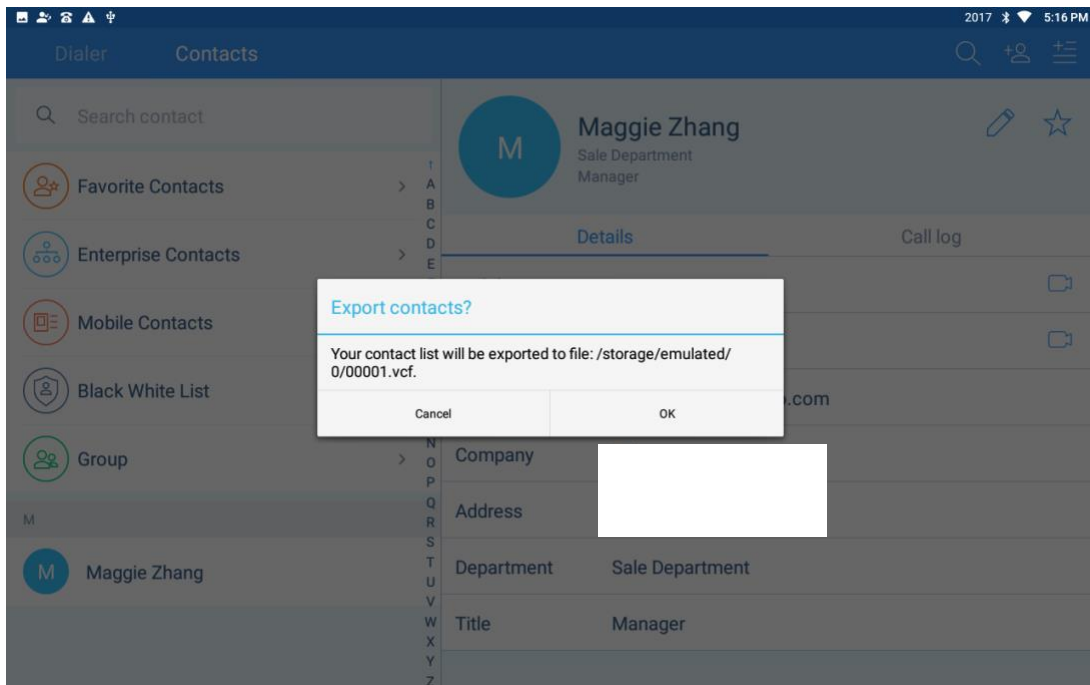 2017 5:16 PM
Dialer Contacts
Search contact
Favorite Contacts
Enterprise Contacts
Mobile Contacts
Black White List
Group
M
M Maggie Zhang
↑
A
B
C
D
E
N
O
P
Q
R
S
T
U
V
W
X
Y
Z
M
Maggie Zhang
Sale Department
Manager
Details Call log
.com
Company
Address
Department Sale Department
Title Manager
Export contacts?
Your contact list will be exported to file: /storage/emulated/
0/00001.vcf.
Cancel OK